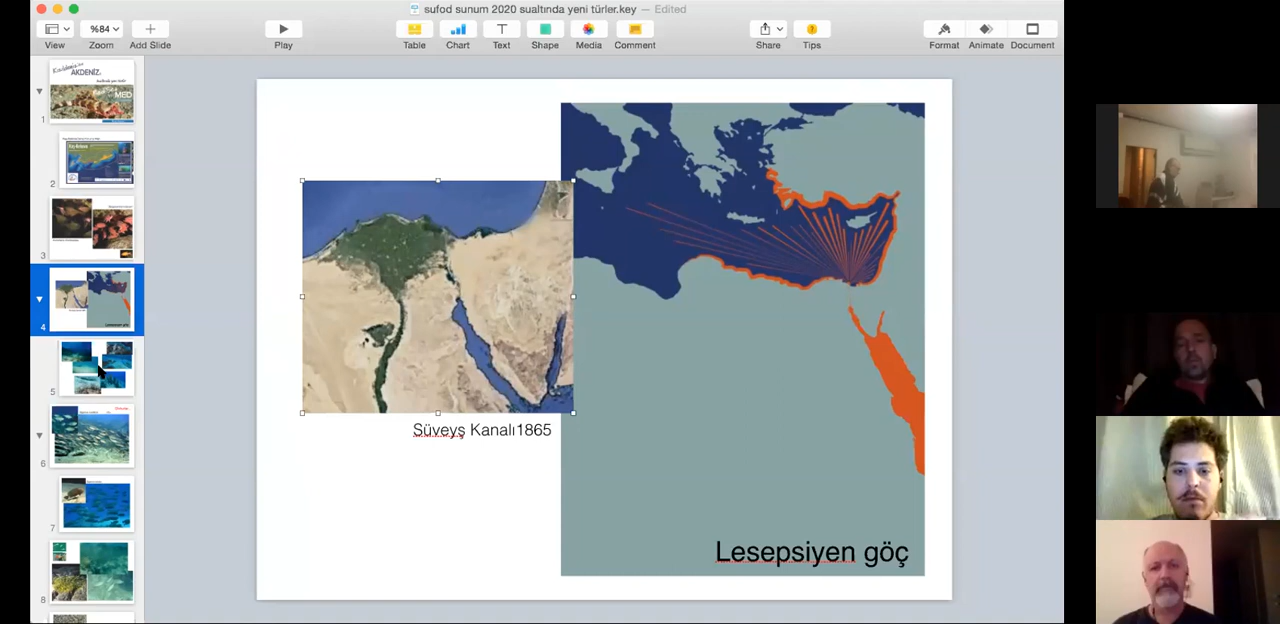 sufod sunum 2020 sualtında yeni türler.key — Edited
%84
View
Zoom
Add Slide
Play
Table
Chart
Text
Shape
Media
Comment
Share
Tips
Format
Animate
Document
AKDENİZ
MED
1
2
3
4
Lesepsiyen göç
5
6
7
8
Süveyş Kanalı1865
Lesepsiyen göç